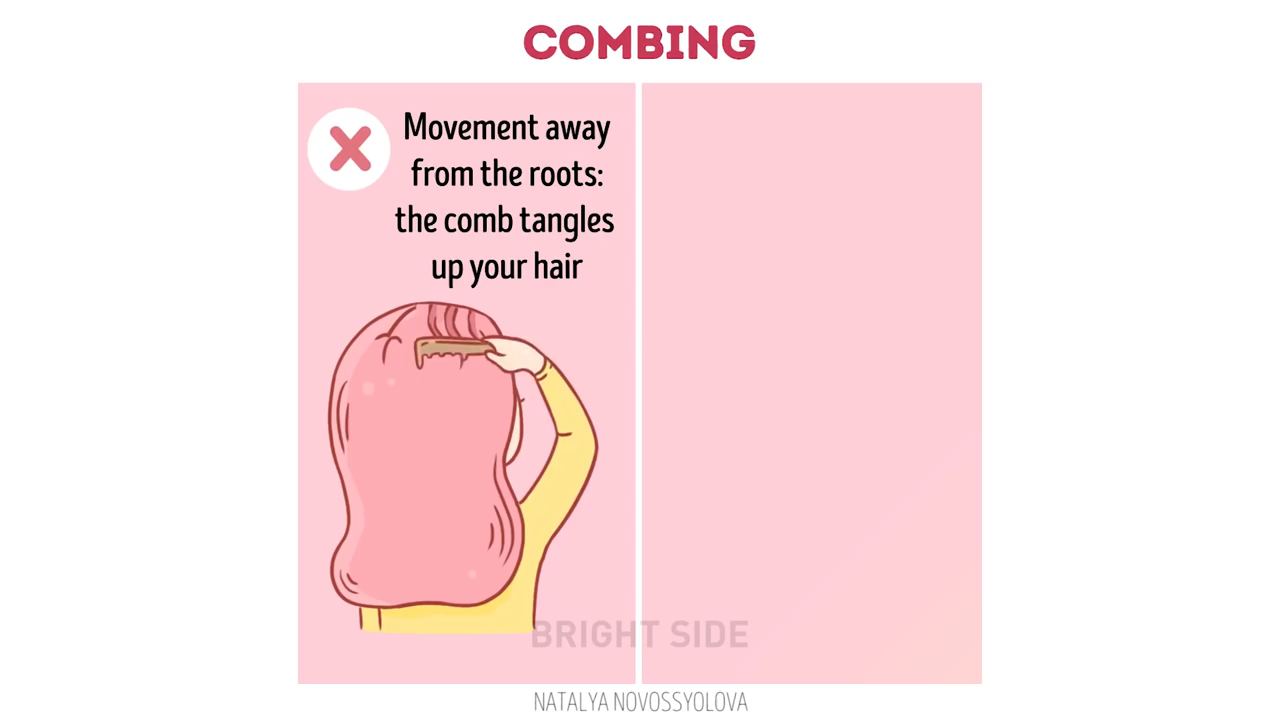 COMBING
Movement away
from the roots:
the comb tangles
up your hair
BRIGHT SIDE
NATALYA NOVOSSYOLOVA